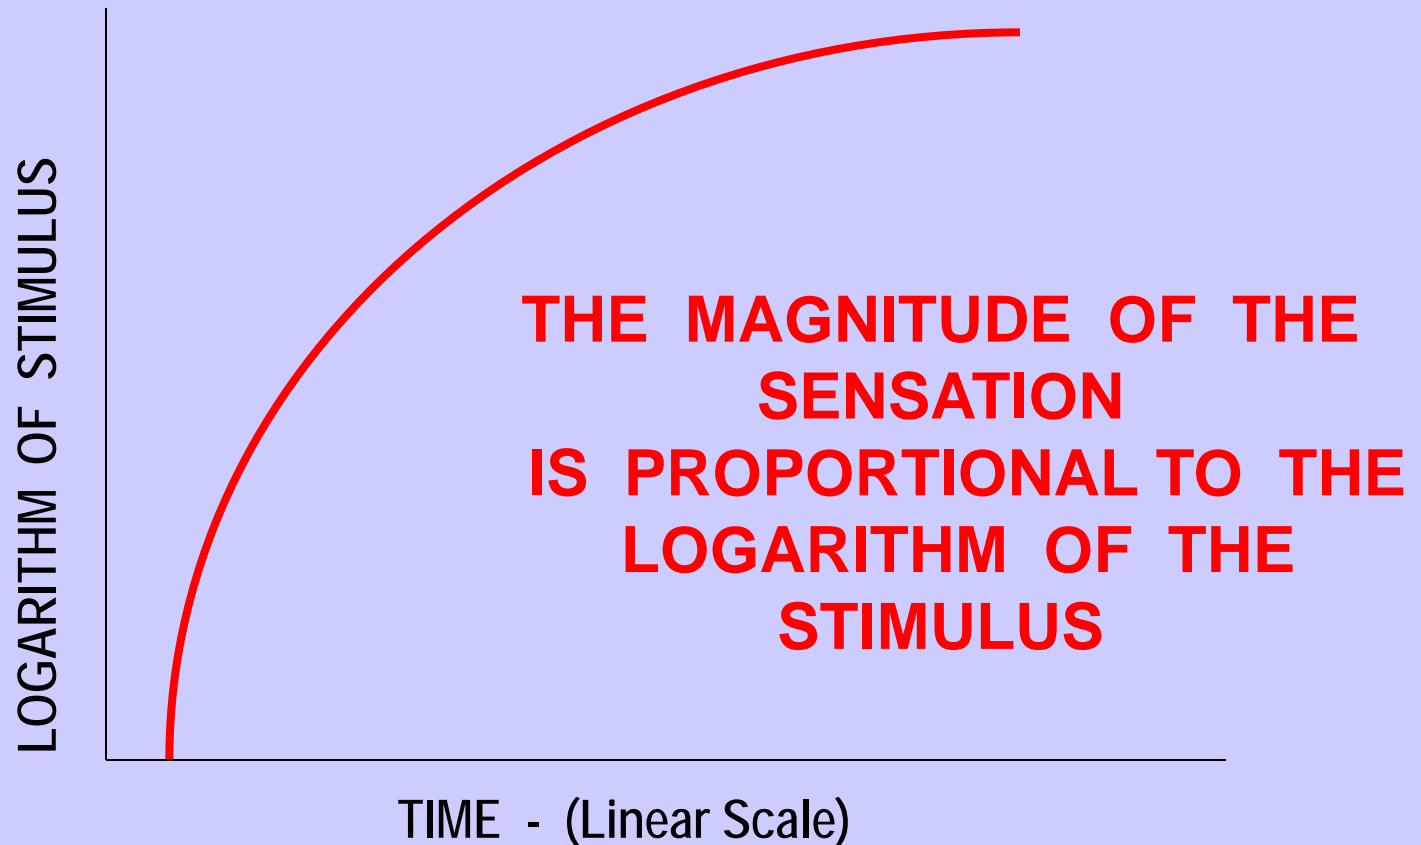 LOGARITHM OF STIMULUS
THE MAGNITUDE OF THE
SENSATION
IS PROPORTIONAL TO THE
LOGARITHM OF THE
STIMULUS
TIME - (Linear Scale)